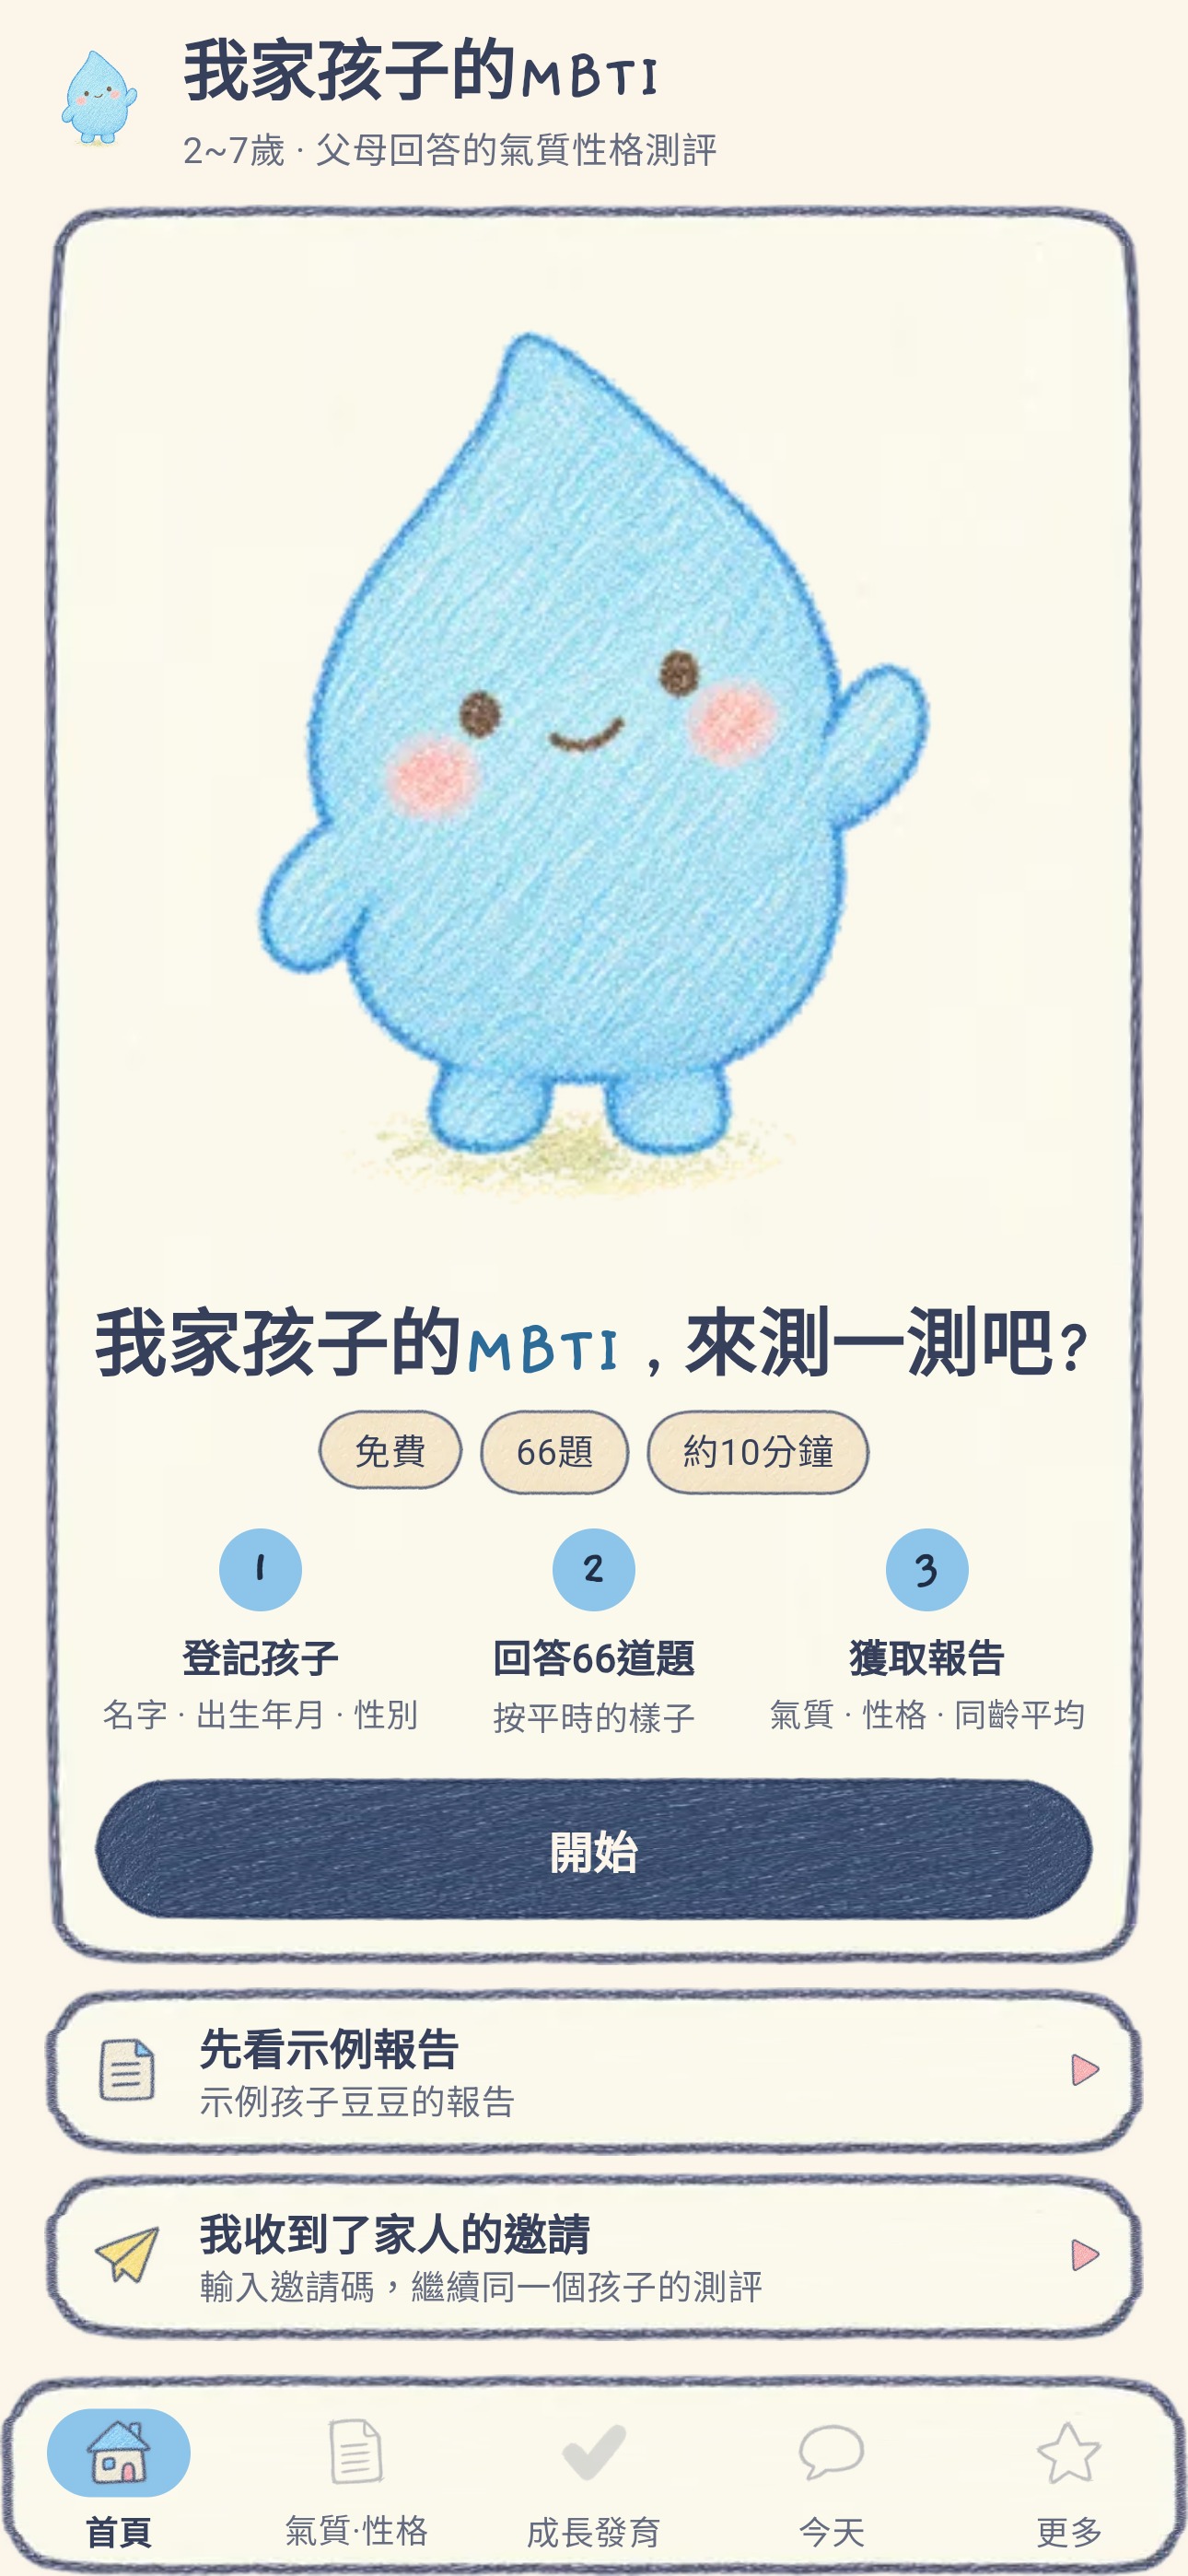 我家孩子的MBTI
2~7歲 · 父母回答的氣質性格測評
我家孩子的MBTI，來測一測吧?
免費 66題 約10分鐘
1 2 3
登記孩子 回答66道題 獲取報告
名字 · 出生年月 · 性別 按平時的樣子 氣質 · 性格 · 同齡平均
開始
先看示例報告
示例孩子豆豆的報告
我收到了家人的邀請
輸入邀請碼，繼續同一個孩子的測評
首頁 氣質·性格 成長發育 今天 更多